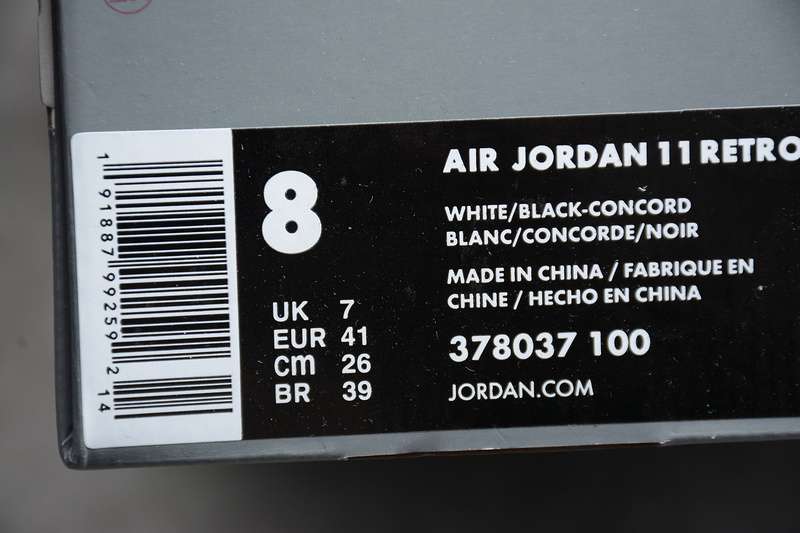 1 91887 99259 2 14
8
UK 7
EUR 41
cm 26
BR 39
AIR JORDAN 11 RETRO
WHITE/BLACK-CONCORD
BLANC/CONCORDE/NOIR
MADE IN CHINA / FABRIQUE EN
CHINE / HECHO EN CHINA
378037 100
JORDAN.COM